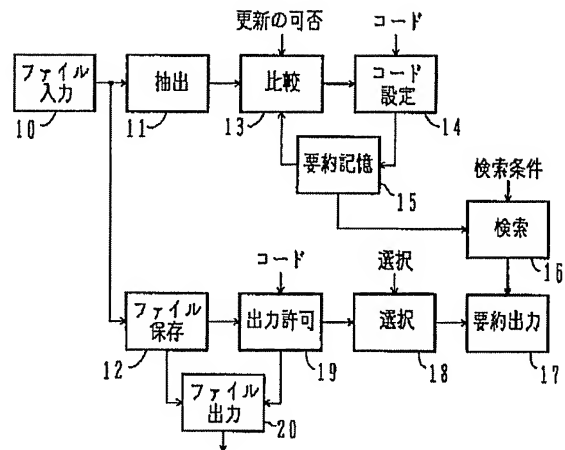 更新の可否
コード
ファイル
入力
10
抽出
11
比較
13
コード
設定
14
要約記憶
15
検索条件
検索
16
コード
選択
ファイル
保存
12
出力許可
19
選択
18
要約出力
17
ファイル
出力
20